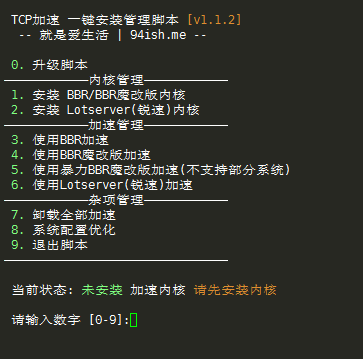 TCP加速 一键安装管理脚本 [v1.1.2]
-- 就是爱生活 | 94ish.me --
0. 升级脚本
————————内核管理————————
1. 安装 BBR/BBR魔改版内核
2. 安装 Lotserver(锐速)内核
————————加速管理————————
3. 使用BBR加速
4. 使用BBR魔改版加速
5. 使用暴力BBR魔改版加速(不支持部分系统)
6. 使用Lotserver(锐速)加速
————————杂项管理————————
7. 卸载全部加速
8. 系统配置优化
9. 退出脚本
————————————————————————
当前状态: 未安装 加速内核 请先安装内核
请输入数字 [0-9]: